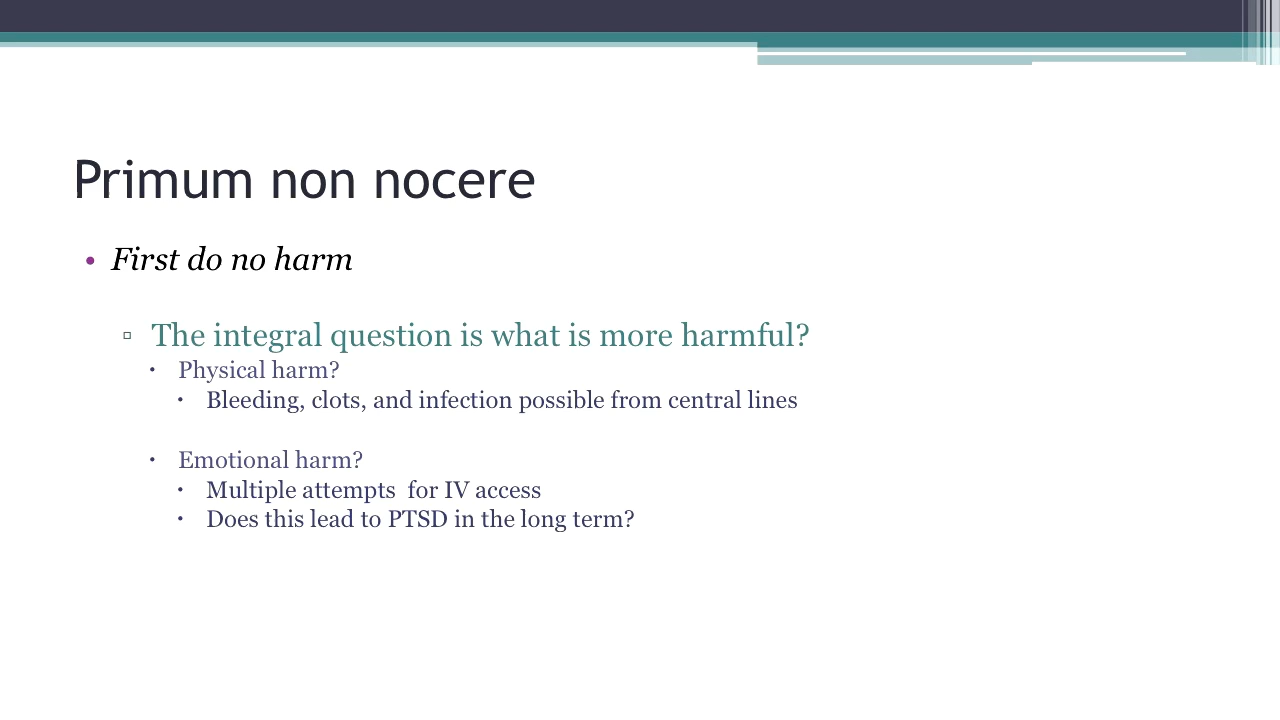 Primum non nocere
• First do no harm
▫ The integral question is what is more harmful?
• Physical harm?
• Bleeding, clots, and infection possible from central lines
• Emotional harm?
• Multiple attempts  for IV access
• Does this lead to PTSD in the long term?